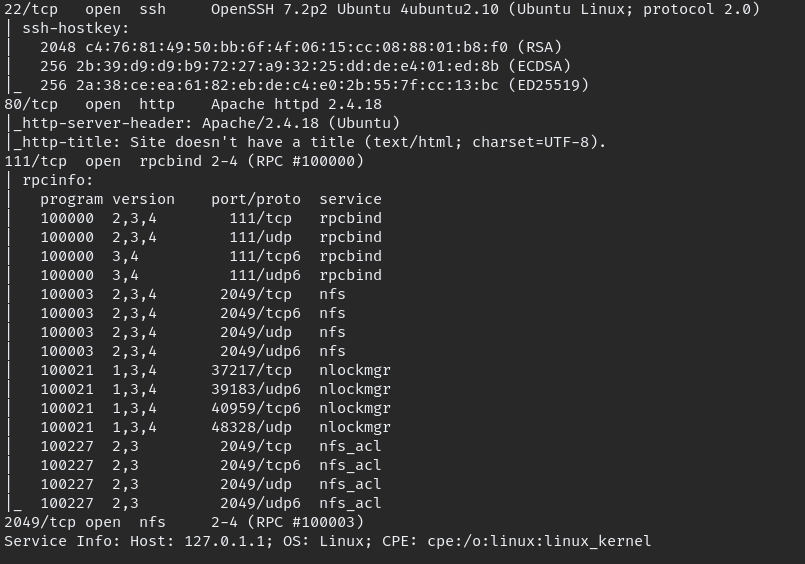 22/tcp   open  ssh     OpenSSH 7.2p2 Ubuntu 4ubuntu2.10 (Ubuntu Linux; protocol 2.0)
| ssh-hostkey:
|   2048 c4:76:81:49:50:bb:6f:4f:06:15:cc:08:88:01:b8:f0 (RSA)
|   256 2b:39:d9:d9:b9:72:27:a9:32:25:dd:de:e4:01:ed:8b (ECDSA)
|_  256 2a:38:ce:ea:61:82:eb:de:c4:e0:2b:55:7f:cc:13:bc (ED25519)
80/tcp   open  http    Apache httpd 2.4.18
|_http-server-header: Apache/2.4.18 (Ubuntu)
|_http-title: Site doesn't have a title (text/html; charset=UTF-8).
111/tcp  open  rpcbind 2-4 (RPC #100000)
| rpcinfo:
|   program version    port/proto  service
|   100000  2,3,4        111/tcp   rpcbind
|   100000  2,3,4        111/udp   rpcbind
|   100000  3,4          111/tcp6  rpcbind
|   100000  3,4          111/udp6  rpcbind
|   100003  2,3,4       2049/tcp   nfs
|   100003  2,3,4       2049/tcp6  nfs
|   100003  2,3,4       2049/udp   nfs
|   100003  2,3,4       2049/udp6  nfs
|   100021  1,3,4      37217/tcp   nlockmgr
|   100021  1,3,4      39183/udp6  nlockmgr
|   100021  1,3,4      40959/tcp6  nlockmgr
|   100021  1,3,4      48328/udp   nlockmgr
|   100227  2,3         2049/tcp   nfs_acl
|   100227  2,3         2049/tcp6  nfs_acl
|   100227  2,3         2049/udp   nfs_acl
|_  100227  2,3         2049/udp6  nfs_acl
2049/tcp open  nfs     2-4 (RPC #100003)
Service Info: Host: 127.0.1.1; OS: Linux; CPE: cpe:/o:linux:linux_kernel